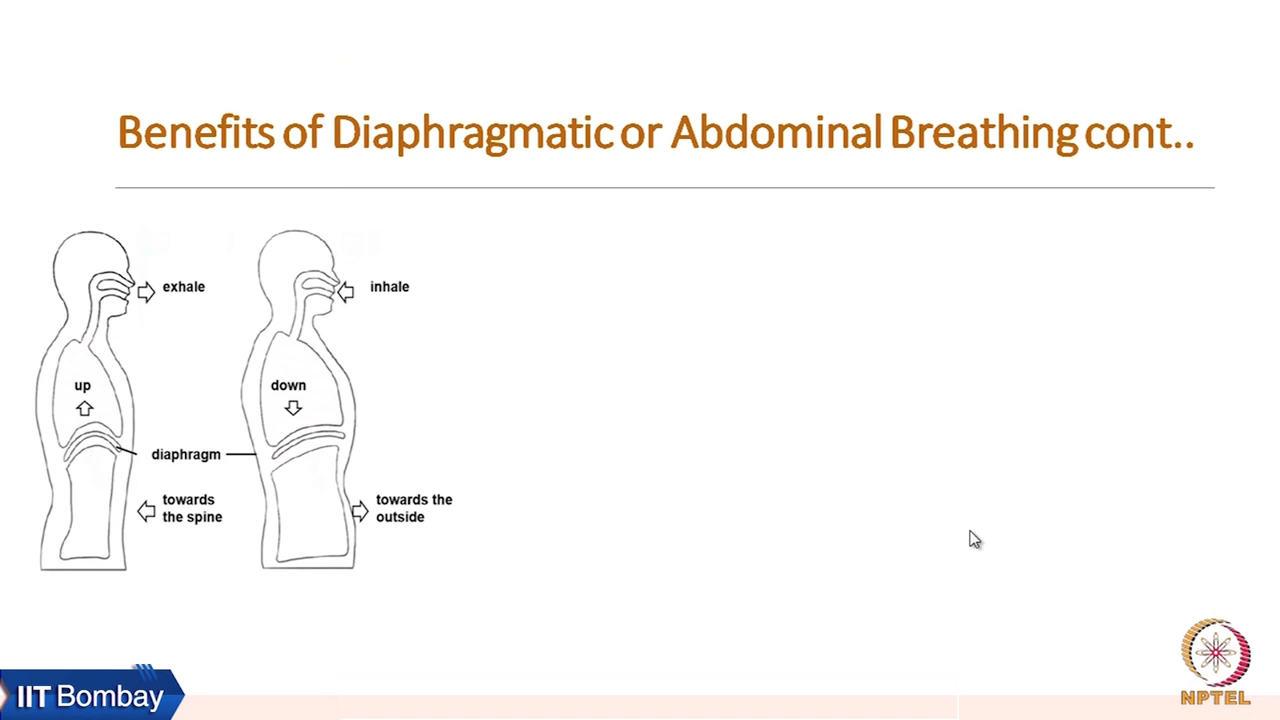 Benefits of Diaphragmatic or Abdominal Breathing cont..
exhale
inhale
up
down
diaphragm
towards
the spine
towards the
outside
IIT Bombay
NPTEL